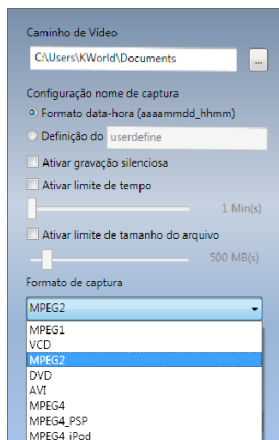 Caminho de Vídeo
C:\Users\KWorld\Documents
...
Configuração nome de captura
Formato data-hora (aaaammdd_hhmm)
Definição do userdefine
Ativar gravação silenciosa
Ativar limite de tempo
1 Min(s)
Ativar limite de tamanho do arquivo
500 MB(s)
Formato de captura
MPEG2
MPEG1
VCD
MPEG2
DVD
AVI
MPEG4
MPEG4_PSP
MPEG4_iPod